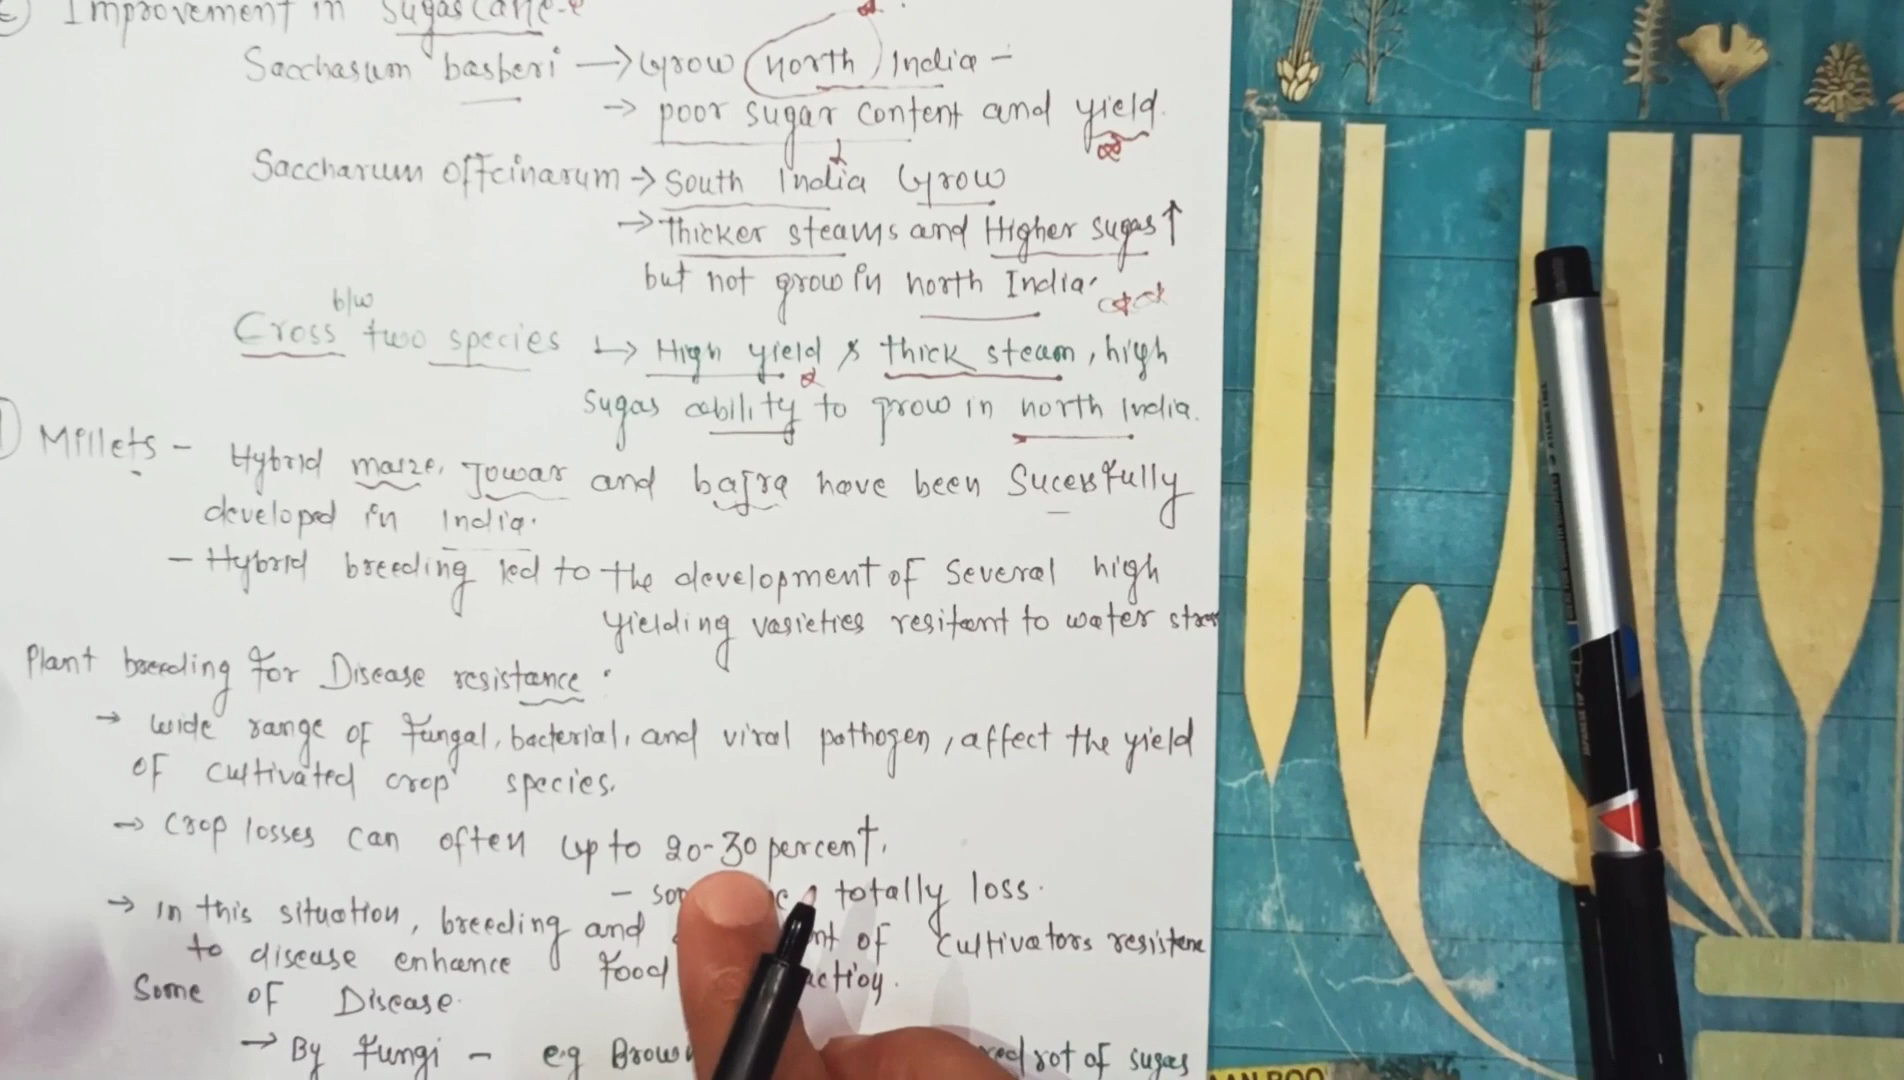 Improvement in Sugarcane-e
Saccharum basberi → Grow north India -
→ poor sugar content and yield.
Saccharum offcinarum → South India Grow
→ Thicker steams and Higher sugar ↑
but not grow in north India.
b/w
Cross two species ↳ High yield & thick steam, high
sugar ability to grow in north India.
Millets - Hybrid maize, Jowar and bajra have been Sucessfully
developed in India.
- Hybrid breeding led to the development of Several high
yielding varieties resitant to water
Plant breeding for Disease resistance :
→ wide range of fungal, bacterial, and viral pathogen, affect the yield
of cultivated crop species.
→ Crop losses can often up to 20-30 percent.
- totally loss.
→ in this situation, breeding and of cultivators
to disease enhance food
Some of Disease.
→ By Fungi - e.g red rot of sugar